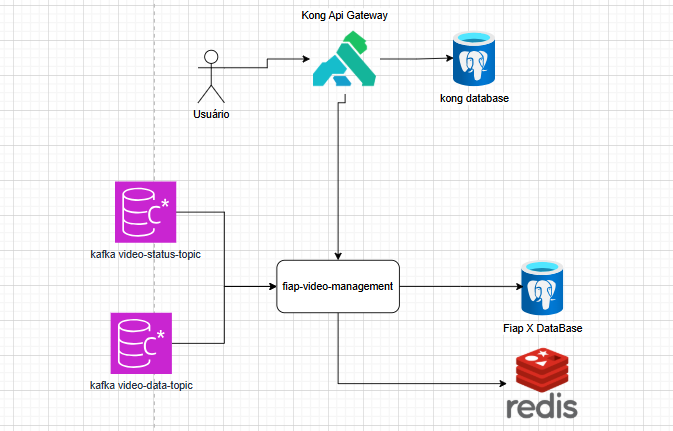 Kong Api Gateway
Usuário
kong database
C*
kafka video-status-topic
fiap-video-management
C*
kafka video-data-topic
Fiap X DataBase
redis